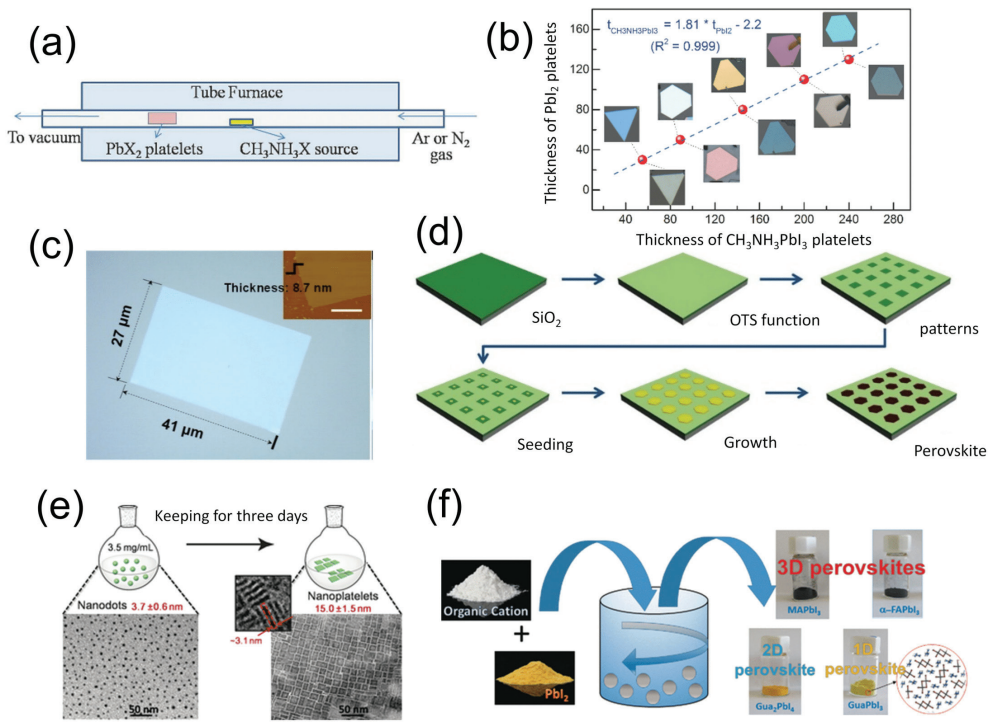 (a)
Tube Furnace
To vacuum
PbX₂ platelets
CH₃NH₃X source
Ar or N₂
gas
(b)
Thickness of PbI₂ platelets
t CH3NH3PbI3 = 1.81 * t PbI2 - 2.2
(R² = 0.999)
160
120
80
40
0
40 80 120 160 200 240 280
Thickness of CH₃NH₃PbI₃ platelets
(c)
Thickness: 8.7 nm
27 μm
41 μm
(d)
SiO₂
OTS function
patterns
Seeding
Growth
Perovskite
(e)
Keeping for three days
3.5 mg/mL
Nanodots 3.7±0.6 nm
Nanoplatelets
15.0±1.5 nm
~3.1 nm
50 nm
50 nm
(f)
Organic Cation
+
PbI₂
3D perovskites
MAPbI₃
α-FAPbI₃
2D
perovskite
1D
perovskite
Gua₂PbI₄
GuaPbI₃